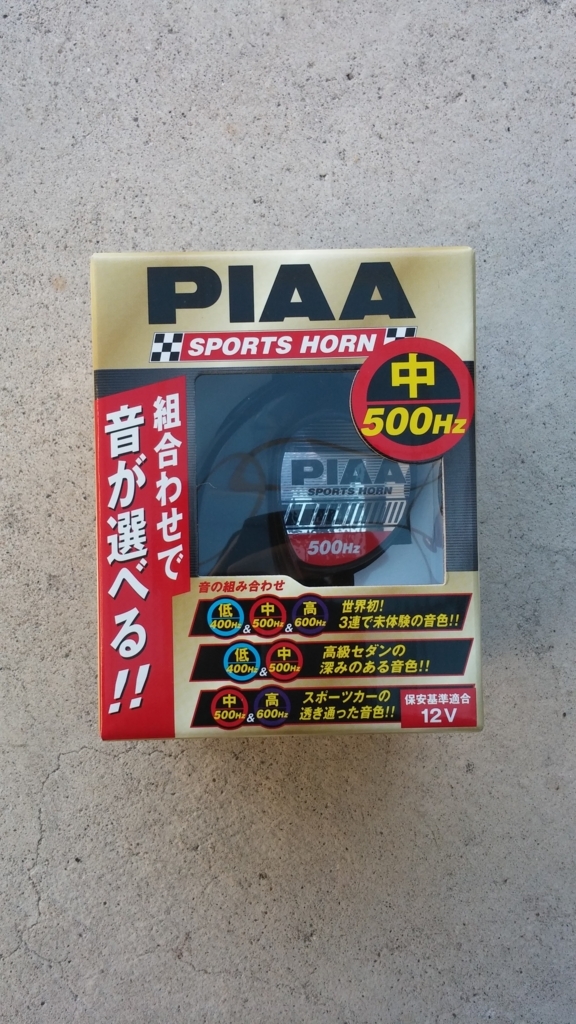 PIAA
SPORTS HORN
中
500Hz
組合わせで
音が選べる!!
PIAA
SPORTS HORN
500Hz
音の組み合わせ
低 400Hz & 中 500Hz & 高 600Hz
世界初!
3連で未体験の音色!!
低 400Hz & 中 500Hz
高級セダンの
深みのある音色!!
中 500Hz & 高 600Hz
スポーツカーの
透き通った音色!!
保安基準適合
12V